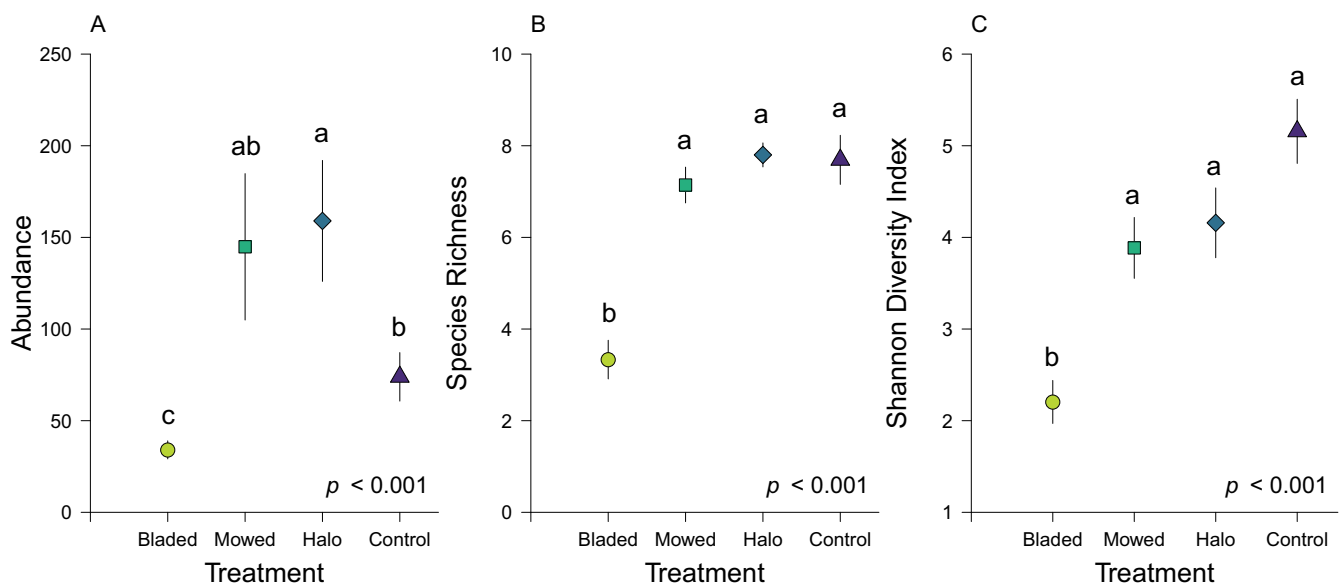 A
Abundance
250
200
150
100
50
0
c
ab
a
b
p < 0.001
Bladed Mowed Halo Control
Treatment
B
Species Richness
10
8
6
4
2
0
b
a
a
a
p < 0.001
Bladed Mowed Halo Control
Treatment
C
Shannon Diversity Index
6
5
4
3
2
1
b
a
a
a
p < 0.001
Bladed Mowed Halo Control
Treatment